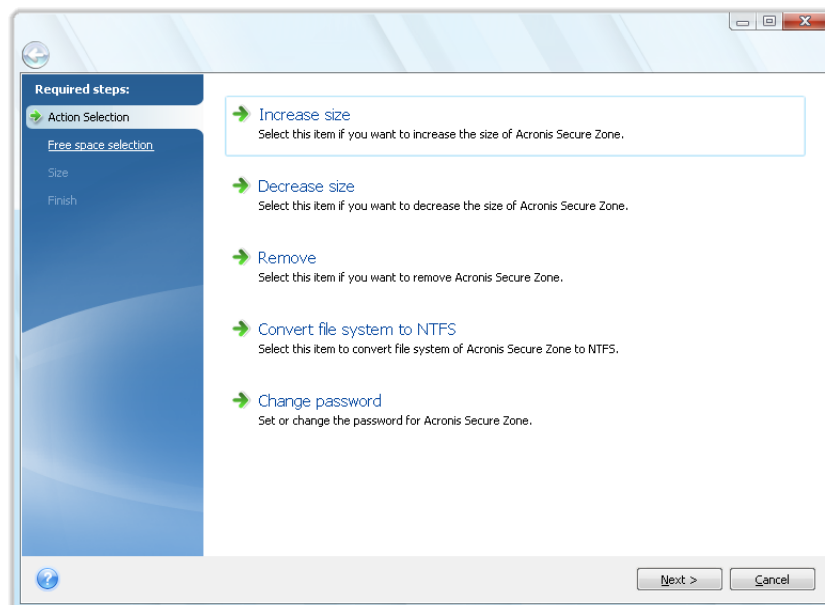 Required steps:
Action Selection
Free space selection
Size
Finish
Increase size
Select this item if you want to increase the size of Acronis Secure Zone.
Decrease size
Select this item if you want to decrease the size of Acronis Secure Zone.
Remove
Select this item if you want to remove Acronis Secure Zone.
Convert file system to NTFS
Select this item to convert file system of Acronis Secure Zone to NTFS.
Change password
Set or change the password for Acronis Secure Zone.
Next >
Cancel